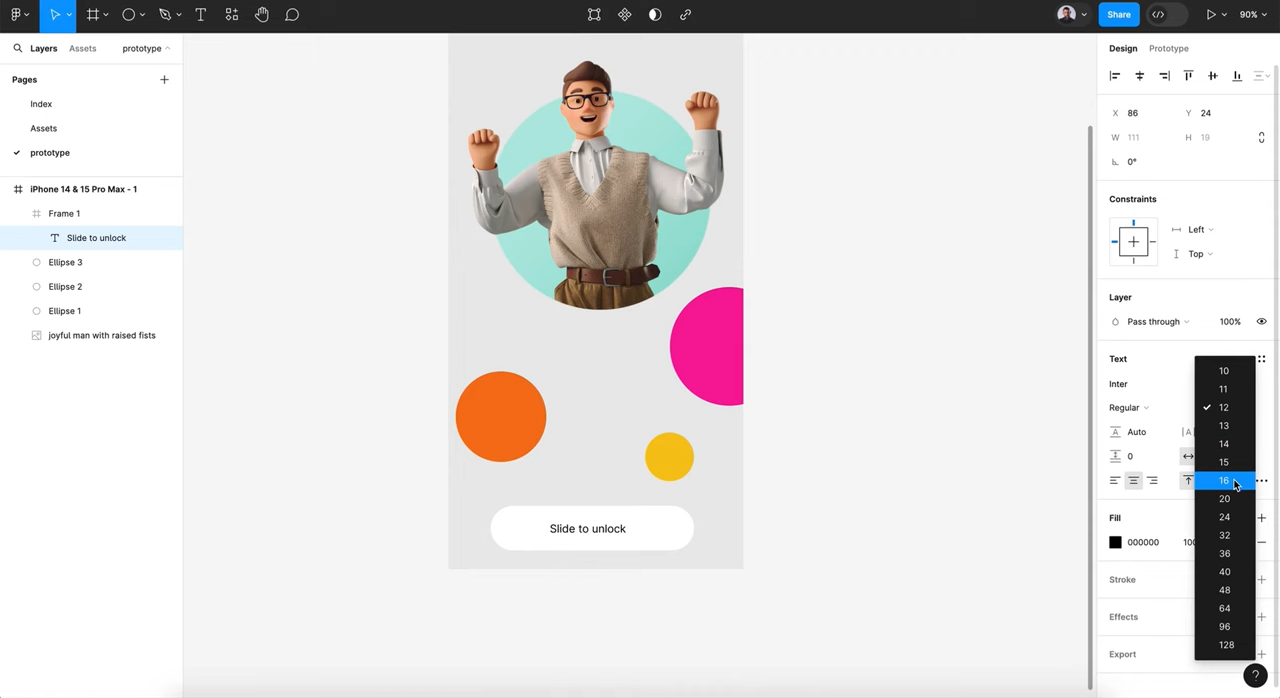 Share
90%
Layers
Assets
prototype
Pages
Index
Assets
prototype
iPhone 14 & 15 Pro Max - 1
Frame 1
T
Slide to unlock
Ellipse 3
Ellipse 2
Ellipse 1
joyful man with raised fists
Slide to unlock
Design
Prototype
X 86
Y 24
W 111
H 19
0°
Constraints
Left
Top
Layer
Pass through
100%
Text
Inter
Regular
Auto
0
Fill
000000
100
Stroke
Effects
Export
10
11
12
13
14
15
16
20
24
32
36
40
48
64
96
128
?